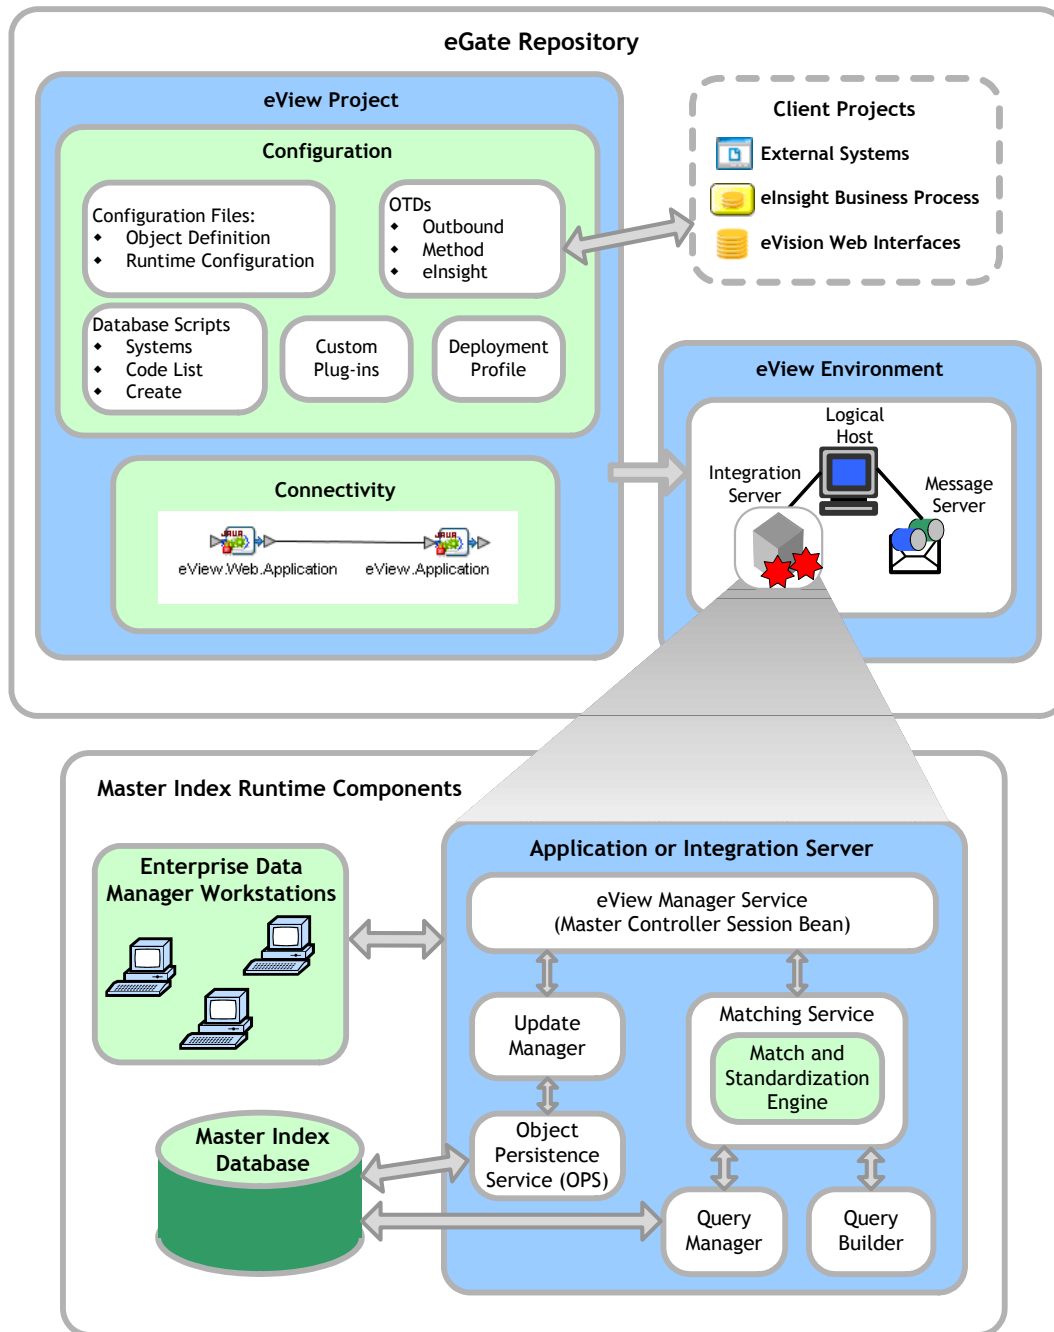 eGate Repository
eView Project
Configuration
Configuration Files:
◆ Object Definition
◆ Runtime Configuration
OTDs
◆ Outbound
◆ Method
◆ eInsight
Database Scripts
◆ Systems
◆ Code List
◆ Create
Custom
Plug-ins
Deployment
Profile
Connectivity
JAVA
JAVA
eView.Web.Application
eView.Application
Client Projects
External Systems
eInsight Business Process
eVision Web Interfaces
eView Environment
Logical
Host
Integration
Server
Message
Server
Master Index Runtime Components
Enterprise Data
Manager Workstations
Application or Integration Server
eView Manager Service
(Master Controller Session Bean)
Update
Manager
Matching Service
Match and
Standardization
Engine
Master Index
Database
Object
Persistence
Service (OPS)
Query
Manager
Query
Builder